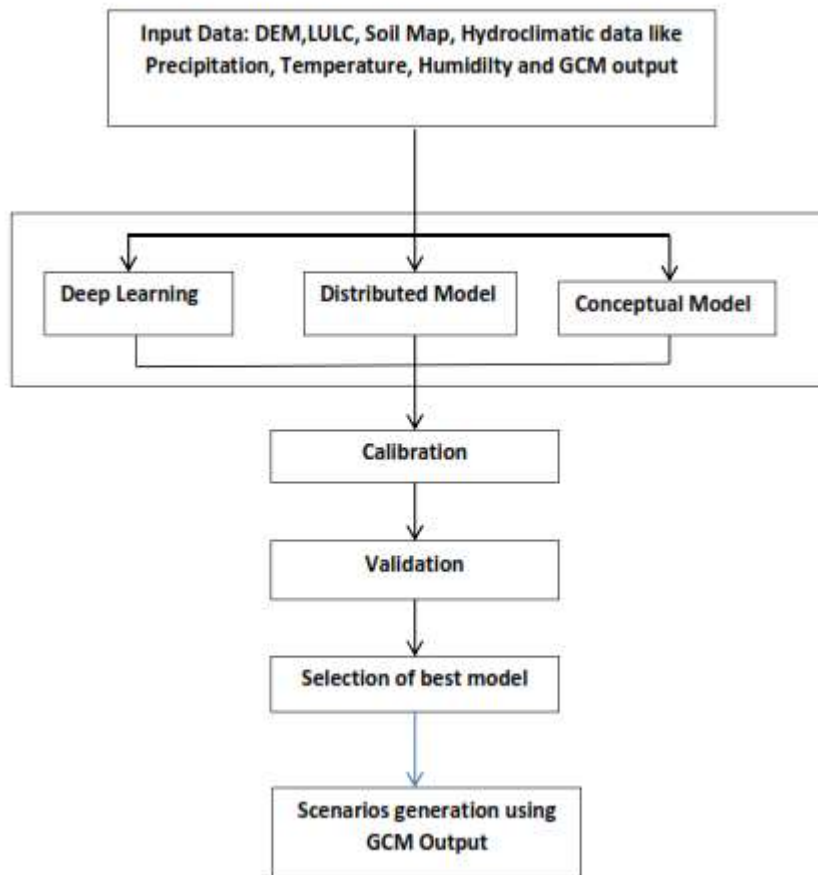 Input Data: DEM,LULC, Soil Map, Hydroclimatic data like
Precipitation, Temperature, Humidilty and GCM output
Deep Learning
Distributed Model
Conceptual Model
Calibration
Validation
Selection of best model
Scenarios generation using
GCM Output